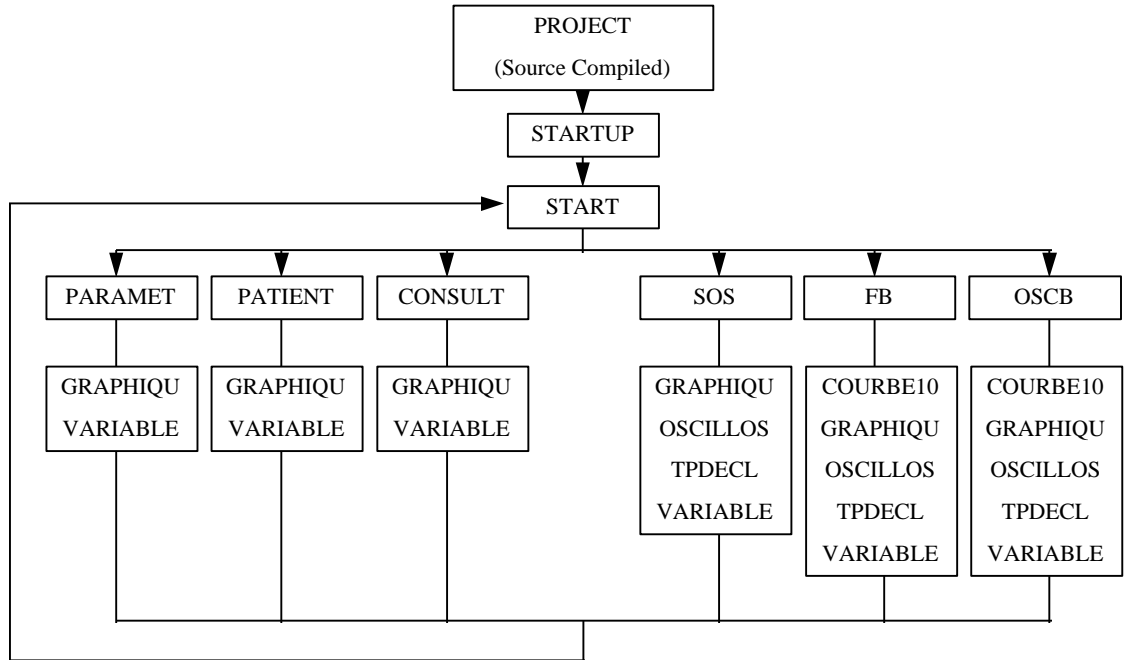 PROJECT
(Source Compiled)
STARTUP
START
PARAMET
PATIENT
CONSULT
SOS
FB
OSCB
GRAPHIQU
VARIABLE
GRAPHIQU
VARIABLE
GRAPHIQU
VARIABLE
GRAPHIQU
OSCILLOS
TPDECL
VARIABLE
COURBE10
GRAPHIQU
OSCILLOS
TPDECL
VARIABLE
COURBE10
GRAPHIQU
OSCILLOS
TPDECL
VARIABLE